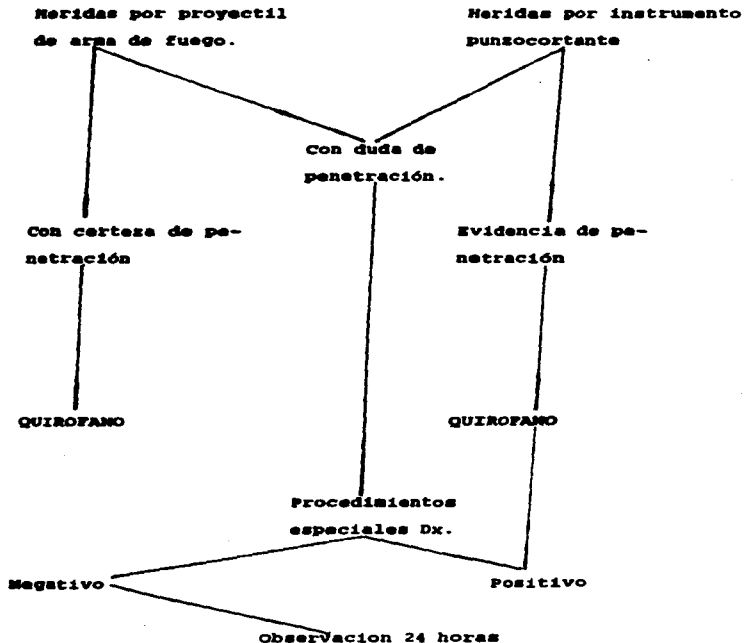 Heridas por proyectil
de arma de fuego.
Heridas por instrumento
punzocortante
Con duda de
penetración.
Con certeza de pe-
netración
Evidencia de pe-
netración
QUIROFANO
QUIROFANO
Procedimientos
especiales Dx.
Negativo
Positivo
Observacion 24 horas